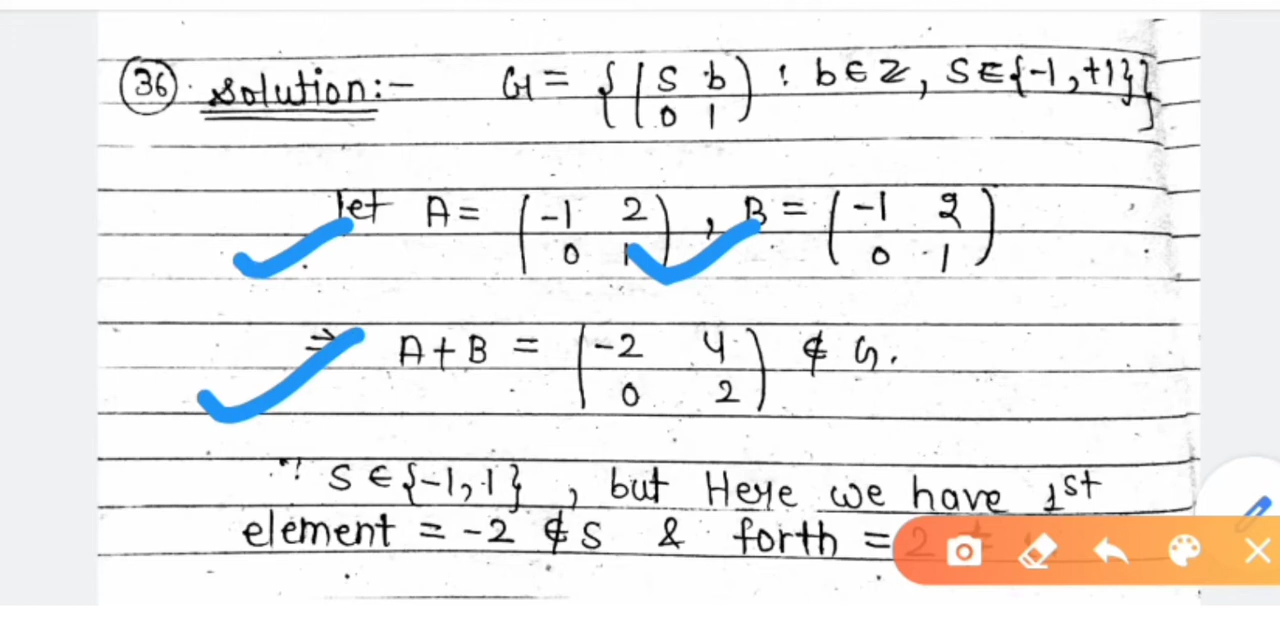 36. Solution:- G = {(S b : b ∈ Z, S ∈ {-1, +1}}
0 1)
let A = (-1 2 , B = (-1 2
0 1) 0 1)
⇒ A + B = (-2 4 ∉ G.
0 2)
∵ S ∈ {-1, 1} , but Here we have 1st
element = -2 ∉ S & forth = 2